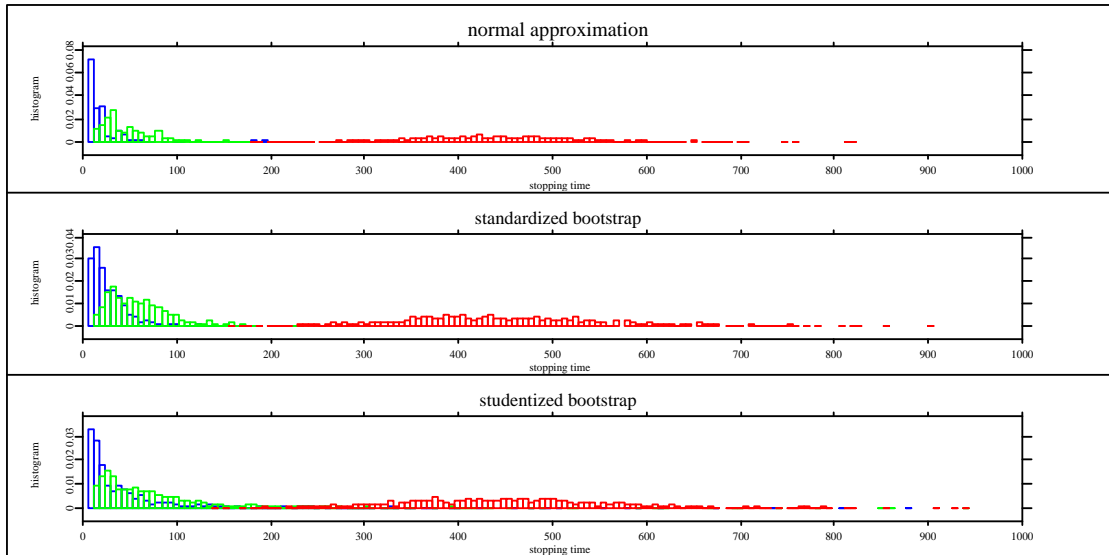 normal approximation
histogram
0 0.02 0.04 0.06 0.08
0 100 200 300 400 500 600 700 800 900 1000
stopping time
standardized bootstrap
histogram
0 0.01 0.02 0.03 0.04
0 100 200 300 400 500 600 700 800 900 1000
stopping time
studentized bootstrap
histogram
0 0.01 0.02 0.03
0 100 200 300 400 500 600 700 800 900 1000
stopping time